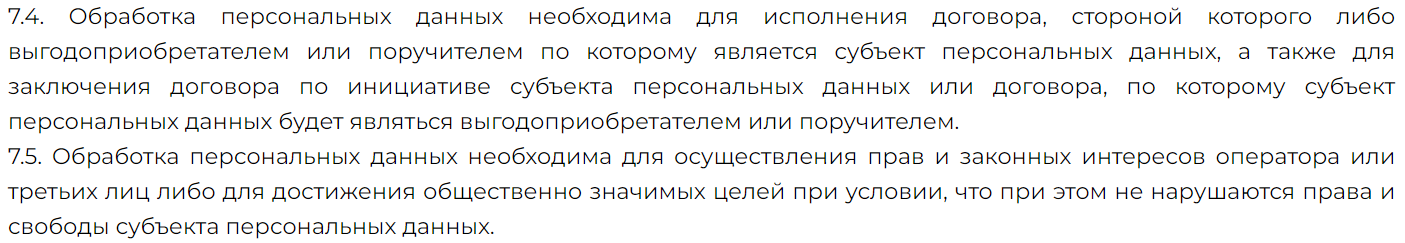 7.4. Обработка персональных данных необходима для исполнения договора, стороной которого либо
выгодоприобретателем или поручителем по которому является субъект персональных данных, а также для
заключения договора по инициативе субъекта персональных данных или договора, по которому субъект
персональных данных будет являться выгодоприобретателем или поручителем.
7.5. Обработка персональных данных необходима для осуществления прав и законных интересов оператора или
третьих лиц либо для достижения общественно значимых целей при условии, что при этом не нарушаются права и
свободы субъекта персональных данных.